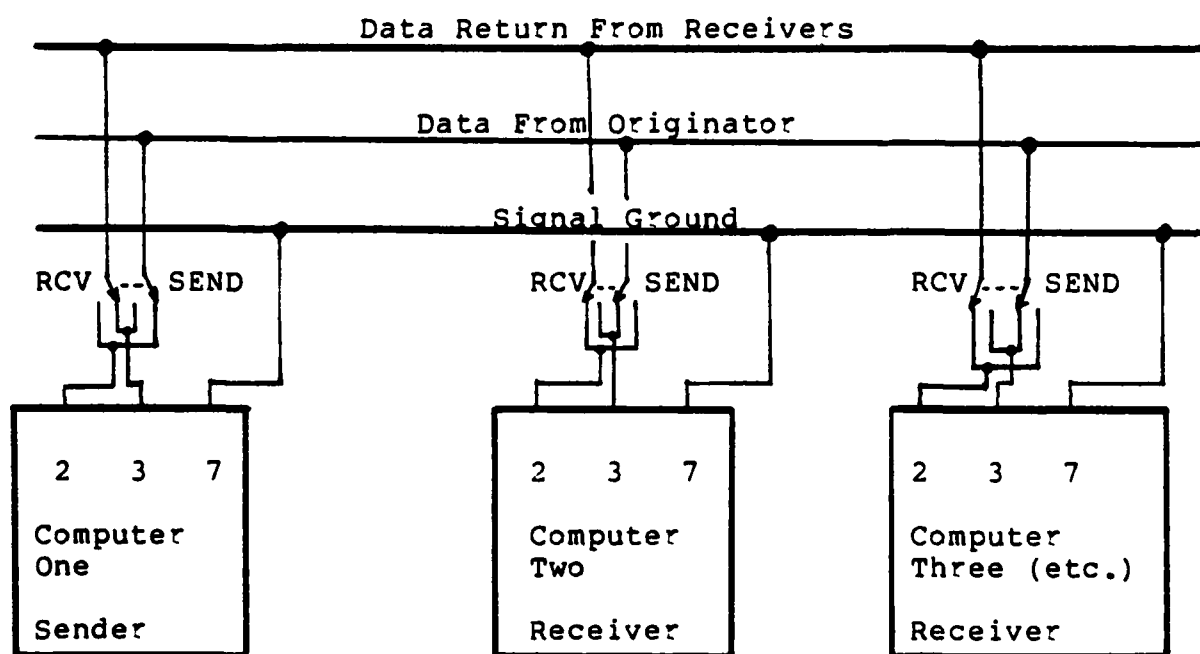 Data Return From Receivers
Data From Originator
Signal Ground
RCV SEND
RCV SEND
RCV SEND
2 3 7
Computer
One
Sender
2 3 7
Computer
Two
Receiver
2 3 7
Computer
Three (etc.)
Receiver